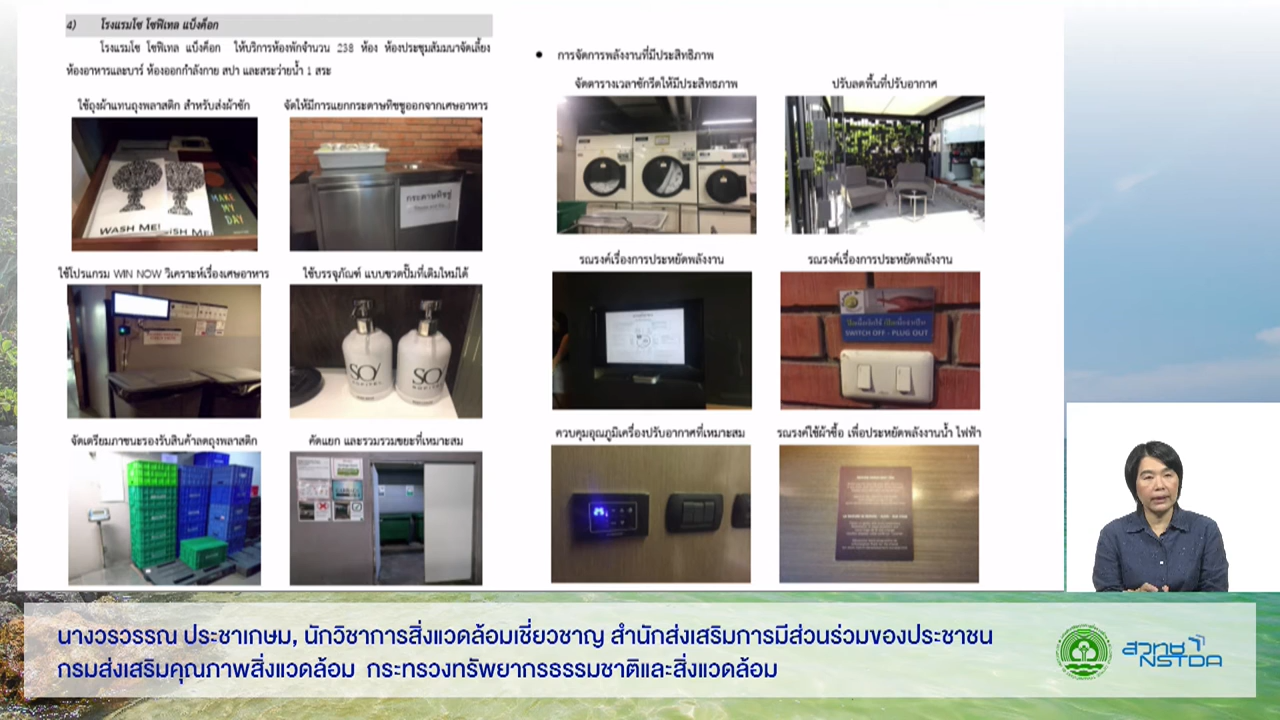 4) โรงแรมโซ โซฟิเทล แบ็งค็อก
โรงแรมโซ โซฟิเทล แบ็งค็อก ให้บริการห้องพักจำนวน 238 ห้อง ห้องประชุมสัมมนาจัดเลี้ยง
ห้องอาหารและบาร์ ห้องออกกำลังกาย สปา และสระว่ายน้ำ 1 สระ
ใช้ถุงผ้าแทนถุงพลาสติก สำหรับส่งผ้าซัก
จัดให้มีการแยกกระดาษทิชชูออกจากเศษอาหาร
WASH ME!
MAKE
MY
DAY
กระดาษทิชชู่
ใช้โปรแกรม WIN NOW วิเคราะห์เรื่องเศษอาหาร
ใช้บรรจุภัณฑ์ แบบขวดปั๊มที่เติมใหม่ได้
SO/
SOFITEL
SO/
SOFITEL
จัดเตรียมภาชนะรองรับสินค้าลดถุงพลาสติก
คัดแยก และรวมรวมขยะที่เหมาะสม
• การจัดการพลังงานที่มีประสิทธิภาพ
จัดตารางเวลาซักรีดให้มีประสิทธภาพ
ปรับลดพื้นที่ปรับอากาศ
รณรงค์เรื่องการประหยัดพลังงาน
รณรงค์เรื่องการประหยัดพลังงาน
SWITCH OFF - PLUG OUT
ควบคุมอุณภูมิเครื่องปรับอากาศที่เหมาะสม
รณรงค์ใช้ผ้าซื้อ เพื่อประหยัดพลังงานน้ำ ไฟฟ้า
นางวรวรรณ ประชาเกษม, นักวิชาการสิ่งแวดล้อมเชี่ยวชาญ สำนักส่งเสริมการมีส่วนร่วมของประชาชน
กรมส่งเสริมคุณภาพสิ่งแวดล้อม กระทรวงทรัพยากรธรรมชาติและสิ่งแวดล้อม
สวทช
NSTDA